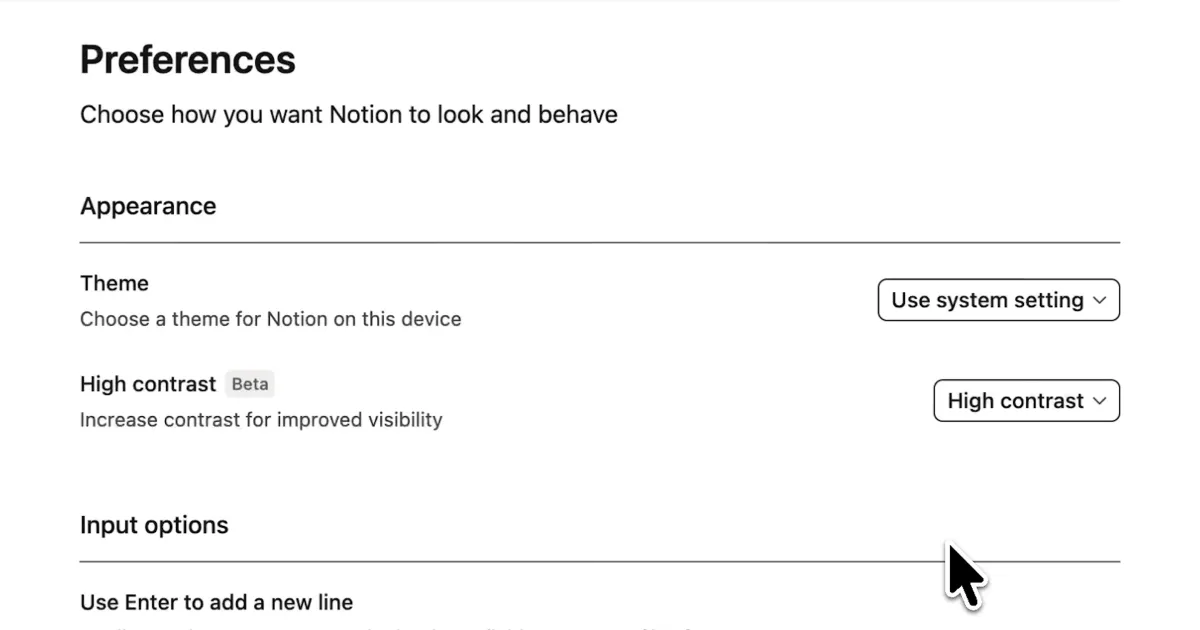 Preferences
Choose how you want Notion to look and behave
Appearance
Theme
Choose a theme for Notion on this device
Use system setting
High contrast Beta
Increase contrast for improved visibility
High contrast
Input options
Use Enter to add a new line